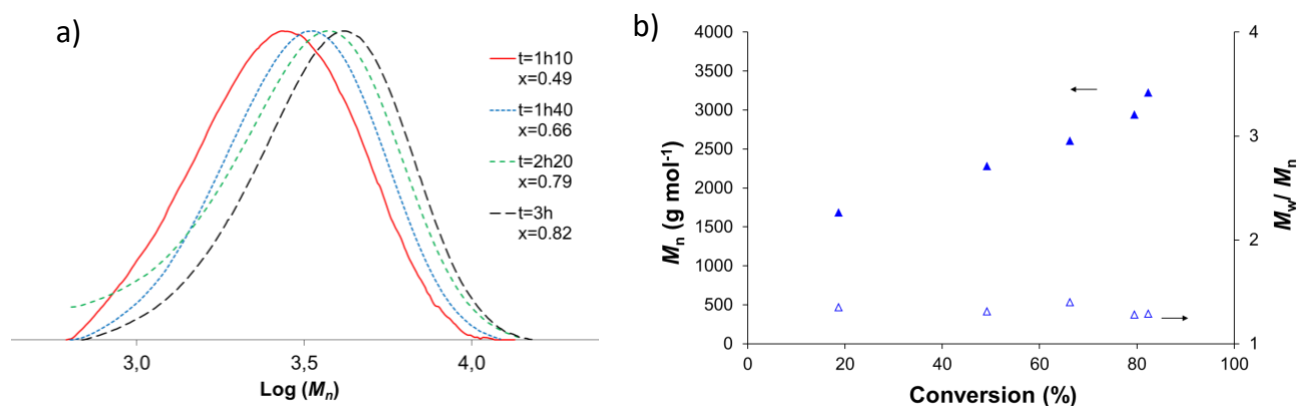 a)
t=1h10
x=0.49
t=1h40
x=0.66
t=2h20
x=0.79
t=3h
x=0.82
3,0 3,5 4,0
Log (Mn)
b)
4000
3500
3000
2500
2000
1500
1000
500
0
Mn (g mol-1)
4
3
2
1
Mw/ Mn
0 20 40 60 80 100
Conversion (%)